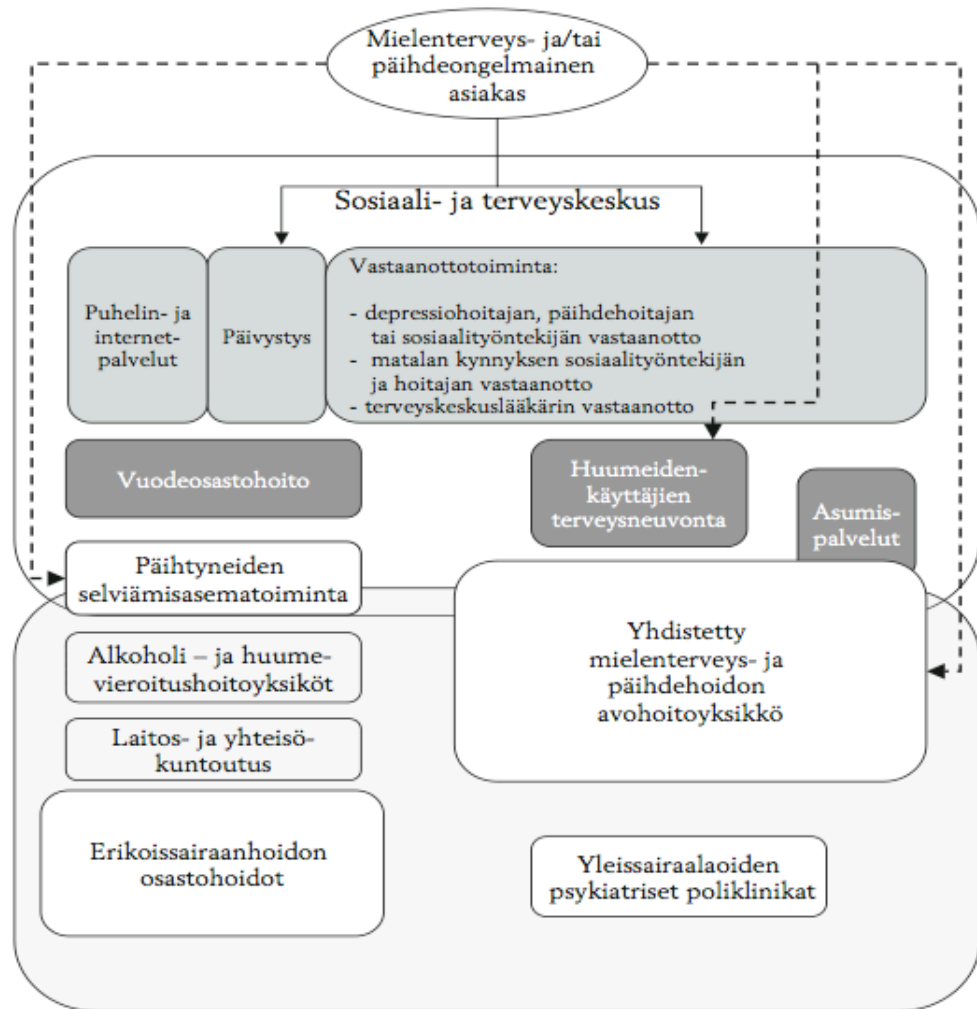 Mielenterveys- ja/tai
päihdeongelmainen
asiakas
Sosiaali- ja terveyskeskus
Puhelin- ja
internet-
palvelut
Päivystys
Vastaanottotoiminta:
- depressiohoitajan, päihdehoitajan
tai sosiaalityöntekijän vastaanotto
- matalan kynnyksen sosiaalityöntekijän
ja hoitajan vastaanotto
- terveyskeskuslääkärin vastaanotto
Vuodeosastohoito
Huumeiden-
käyttäjien
terveysneuvonta
Asumis-
palvelut
Päihtyneiden
selviämisasematoiminta
Alkoholi – ja huume-
vieroitushoitoyksiköt
Laitos- ja yhteisö-
kuntoutus
Erikoissairaanhoidon
osastohoidot
Yhdistetty
mielenterveys- ja
päihdehoidon
avohoitoyksikkö
Yleissairaalaoiden
psykiatriset poliklinikat